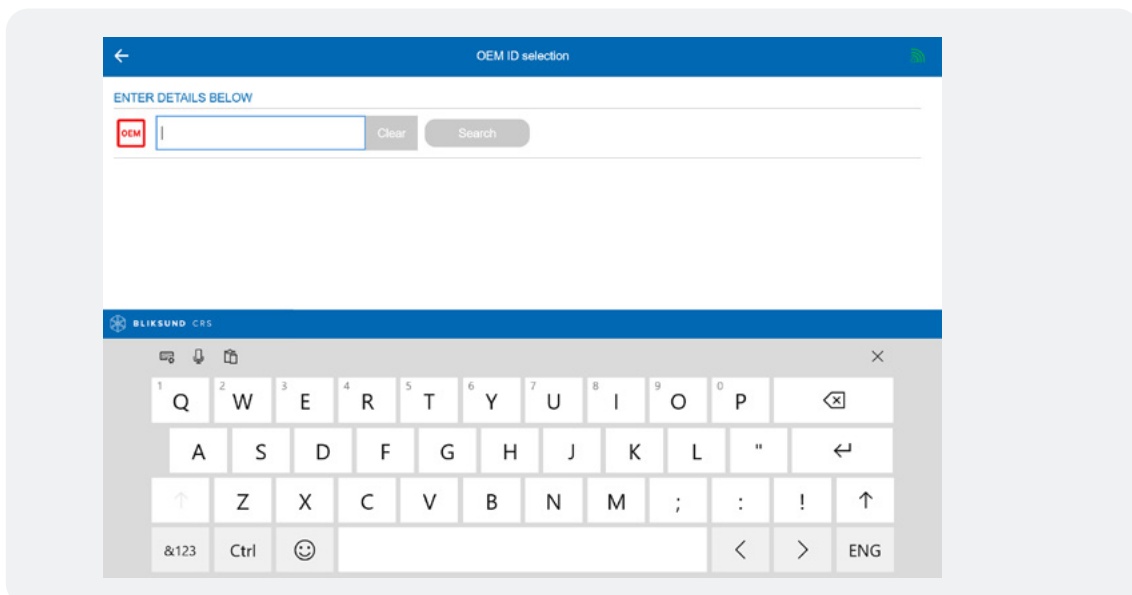 OEM ID selection
ENTER DETAILS BELOW
OEM Clear Search
BLIKSUND CRS
1 Q 2 W 3 E 4 R 5 T 6 Y 7 U 8 I 9 O 0 P
A S D F G H J K L "
Z X C V B N M ; : !
&123 Ctrl < > ENG